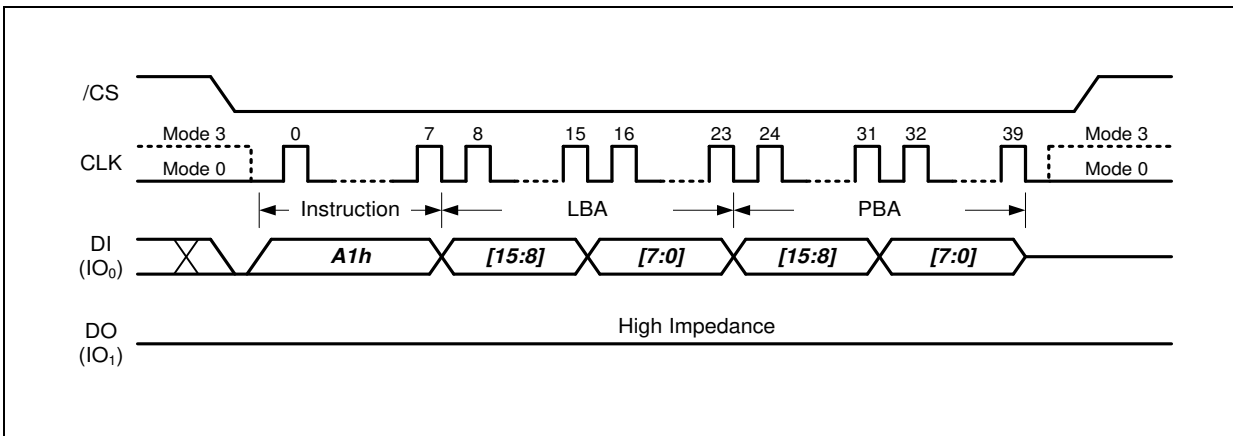 /CS
Mode 3 0 7 8 15 16 23 24 31 32 39 Mode 3
CLK
Mode 0 Mode 0
Instruction LBA PBA
DI
(IO₀)
A1h [15:8] [7:0] [15:8] [7:0]
DO
(IO₁)
High Impedance